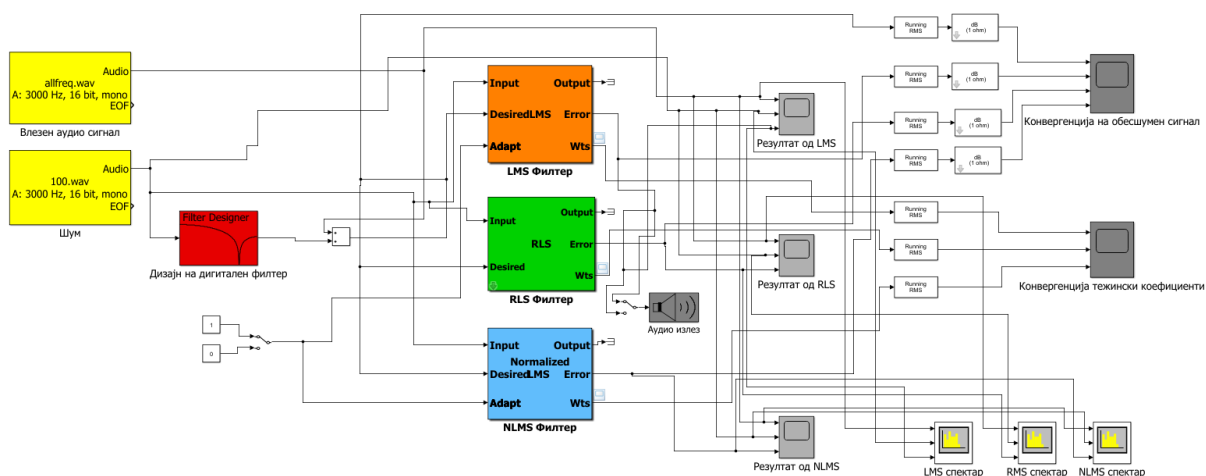 Audio
allfreq.wav
A: 3000 Hz, 16 bit, mono
EOF
Влезен аудио сигнал
Audio
100.wav
A: 3000 Hz, 16 bit, mono
EOF
Шум
Filter Designer
Дизајн на дигитален филтер
1
0
Input
Output
Desired
LMS
Error
Adapt
Wts
LMS Филтер
Input
Output
RLS
Error
Desired
Wts
RLS Филтер
Input
Output
Normalized
Desired
LMS
Error
Adapt
Wts
NLMS Филтер
Аудио излез
Резултат од LMS
Резултат од RLS
Резултат од NLMS
Running
RMS
dB
(1 ohm)
Running
RMS
dB
(1 ohm)
Running
RMS
dB
(1 ohm)
Running
RMS
dB
(1 ohm)
Конвергенција на обесшумен сигнал
Running
RMS
Running
RMS
Running
RMS
Конвергенција тежински коефициенти
LMS спектар
RMS спектар
NLMS спектар